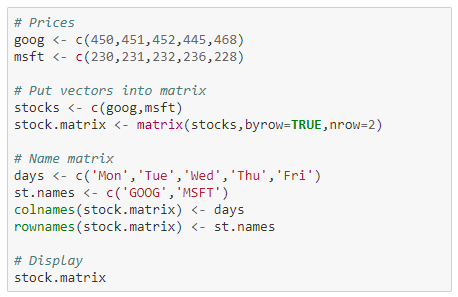 # Prices
goog <- c(450,451,452,445,468)
msft <- c(230,231,232,236,228)
# Put vectors into matrix
stocks <- c(goog,msft)
stock.matrix <- matrix(stocks,byrow=TRUE,nrow=2)
# Name matrix
days <- c('Mon','Tue','Wed','Thu','Fri')
st.names <- c('GOOG','MSFT')
colnames(stock.matrix) <- days
rownames(stock.matrix) <- st.names
# Display
stock.matrix